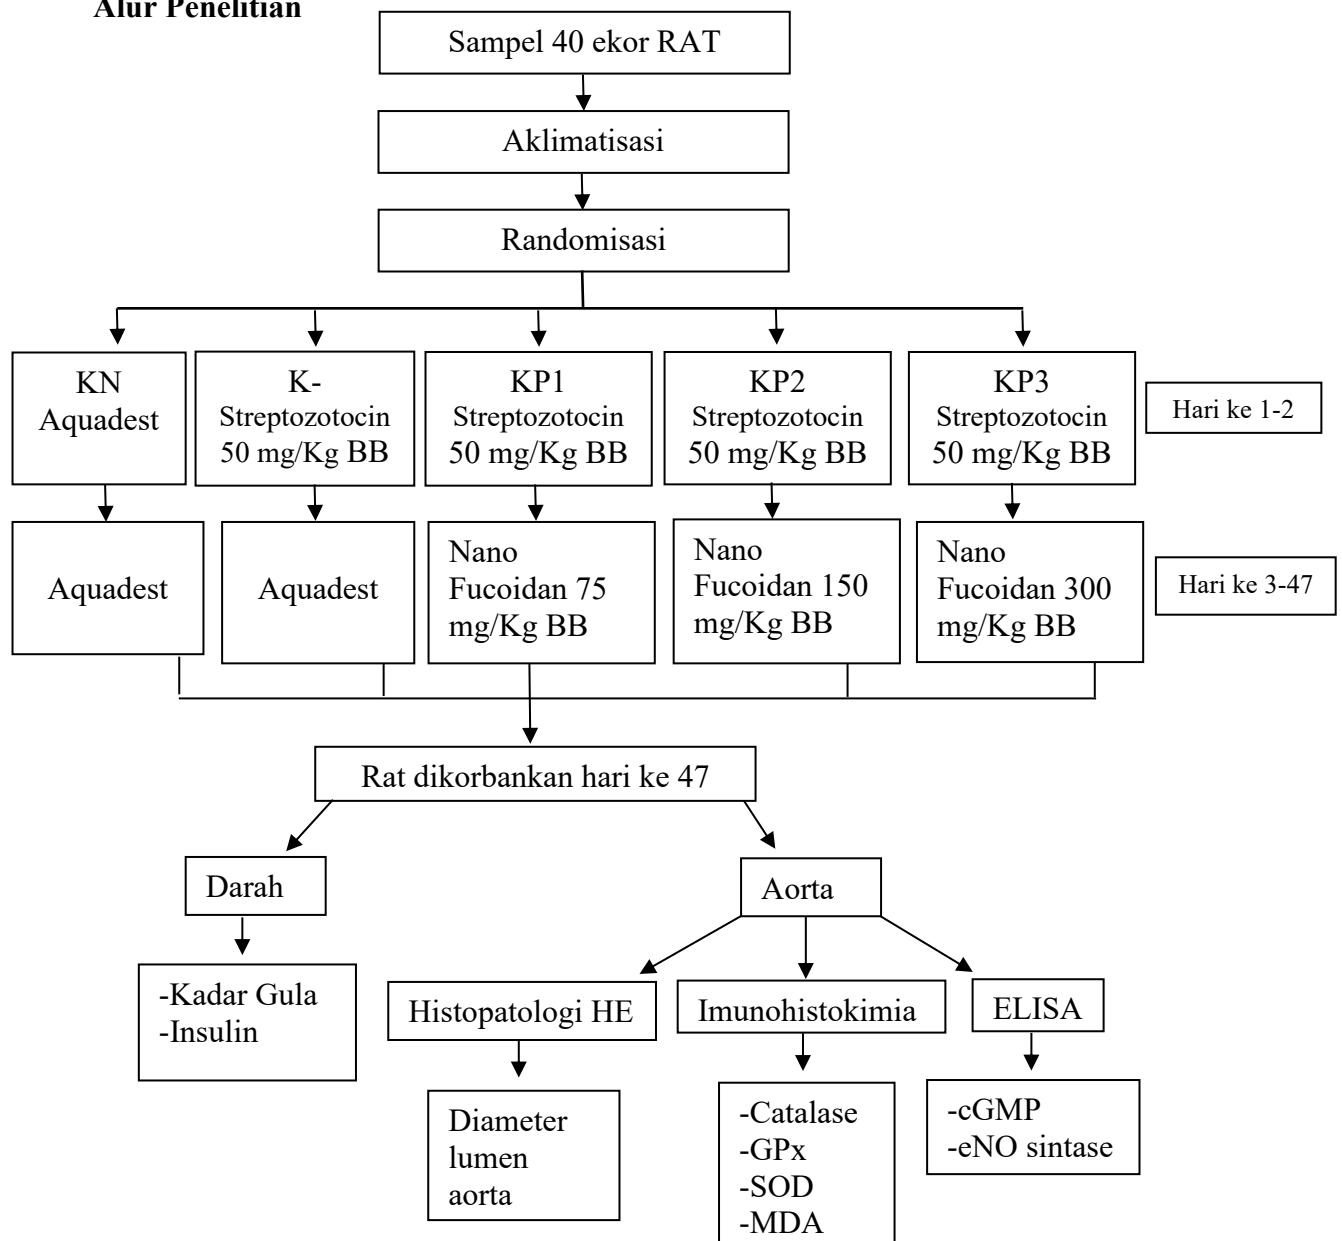 Alur Penelitian
Sampel 40 ekor RAT
Aklimatisasi
Randomisasi
KN
Aquadest
K-
Streptozotocin
50 mg/Kg BB
KP1
Streptozotocin
50 mg/Kg BB
KP2
Streptozotocin
50 mg/Kg BB
KP3
Streptozotocin
50 mg/Kg BB
Hari ke 1-2
Aquadest
Aquadest
Nano
Fucoidan 75
mg/Kg BB
Nano
Fucoidan 150
mg/Kg BB
Nano
Fucoidan 300
mg/Kg BB
Hari ke 3-47
Rat dikorbankan hari ke 47
Darah
Aorta
-Kadar Gula
-Insulin
Histopatologi HE
Imunohistokimia
ELISA
Diameter
lumen
aorta
-Catalase
-GPx
-SOD
-MDA
-cGMP
-eNO sintase